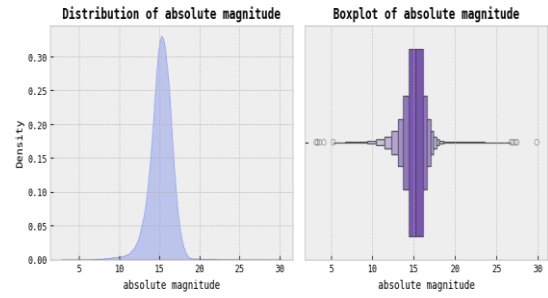 Distribution of absolute magnitude
0.30
0.25
0.20
0.15
0.10
0.05
0.00
Density
5 10 15 20 25 30
absolute magnitude
Boxplot of absolute magnitude
5 10 15 20 25 30
absolute magnitude